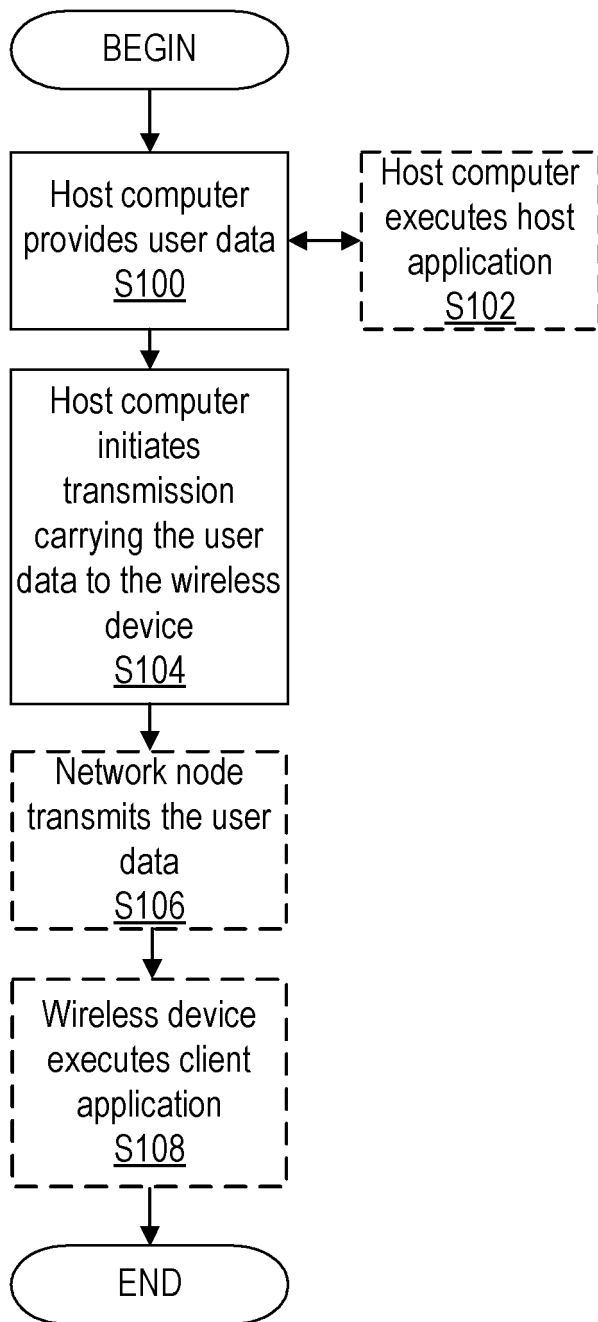 BEGIN
Host computer
provides user data
S100
Host computer
executes host
application
S102
Host computer
initiates
transmission
carrying the user
data to the wireless
device
S104
Network node
transmits the user
data
S106
Wireless device
executes client
application
S108
END